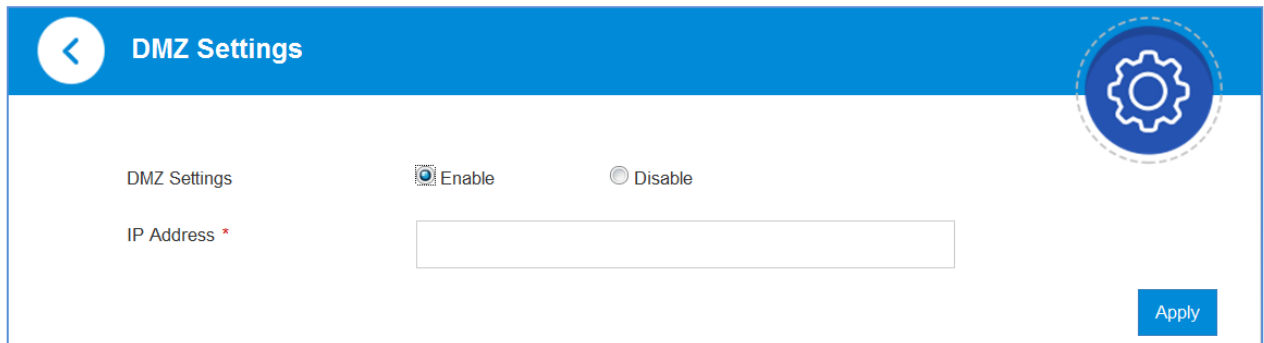 DMZ Settings
DMZ Settings Enable Disable
IP Address *
Apply